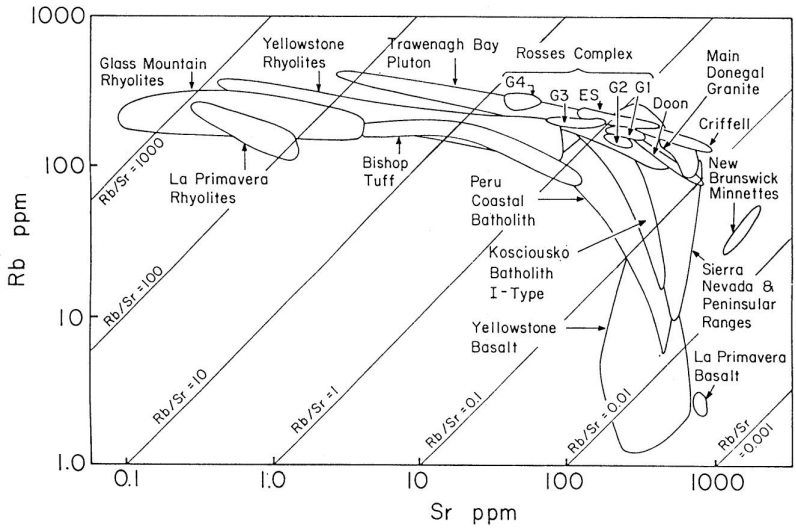 1000
100
10
1.0
Rb ppm
0.1
1.0
10
100
1000
Sr ppm
Glass Mountain
Rhyolites
Yellowstone
Rhyolites
Trawenagh Bay
Pluton
Rosses Complex
G4
G3
ES
G2
G1
Main
Donegal
Granite
Doon
Criffell
La Primavera
Rhyolites
Bishop
Tuff
Peru
Coastal
Batholith
New
Brunswick
Minnettes
Kosciousko
Batholith
I-Type
Sierra
Nevada &
Peninsular
Ranges
Yellowstone
Basalt
La Primavera
Basalt
Rb/Sr=1000
Rb/Sr=100
Rb/Sr=10
Rb/Sr=1
Rb/Sr=0.1
Rb/Sr=0.01
Rb/Sr
=0.001